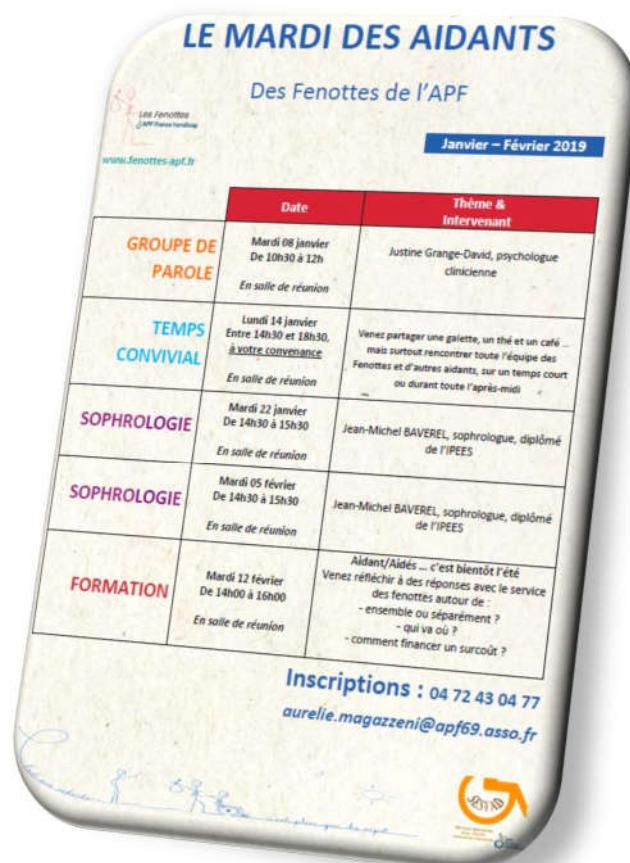 LE MARDI DES AIDANTS
Des Fenottes de l'APF
Les Fenottes
APF France handicap
www.fenottes-apf.fr
Janvier – Février 2019
Date
Thème &
Intervenant
GROUPE DE
PAROLE
Mardi 08 janvier
De 10h30 à 12h
En salle de réunion
Justine Grange-David, psychologue
clinicienne
TEMPS
CONVIVIAL
Lundi 14 janvier
Entre 14h30 et 18h30,
à votre convenance
En salle de réunion
Venez partager une galette, un thé et un café ...
mais surtout rencontrer toute l'équipe des
Fenottes et d'autres aidants, sur un temps court
ou durant toute l'après-midi
SOPHROLOGIE
Mardi 22 janvier
De 14h30 à 15h30
En salle de réunion
Jean-Michel BAVEREL, sophrologue, diplômé
de l'IPEES
SOPHROLOGIE
Mardi 05 février
De 14h30 à 15h30
En salle de réunion
Jean-Michel BAVEREL, sophrologue, diplômé
de l'IPEES
FORMATION
Mardi 12 février
De 14h00 à 16h00
En salle de réunion
Aidant/Aidés ... c'est bientôt l'été
Venez réfléchir à des réponses avec le service
des fenottes autour de :
- ensemble ou séparément ?
- qui va où ?
- comment financer un surcoût ?
Inscriptions : 04 72 43 04 77
aurelie.magazzeni@apf69.asso.fr